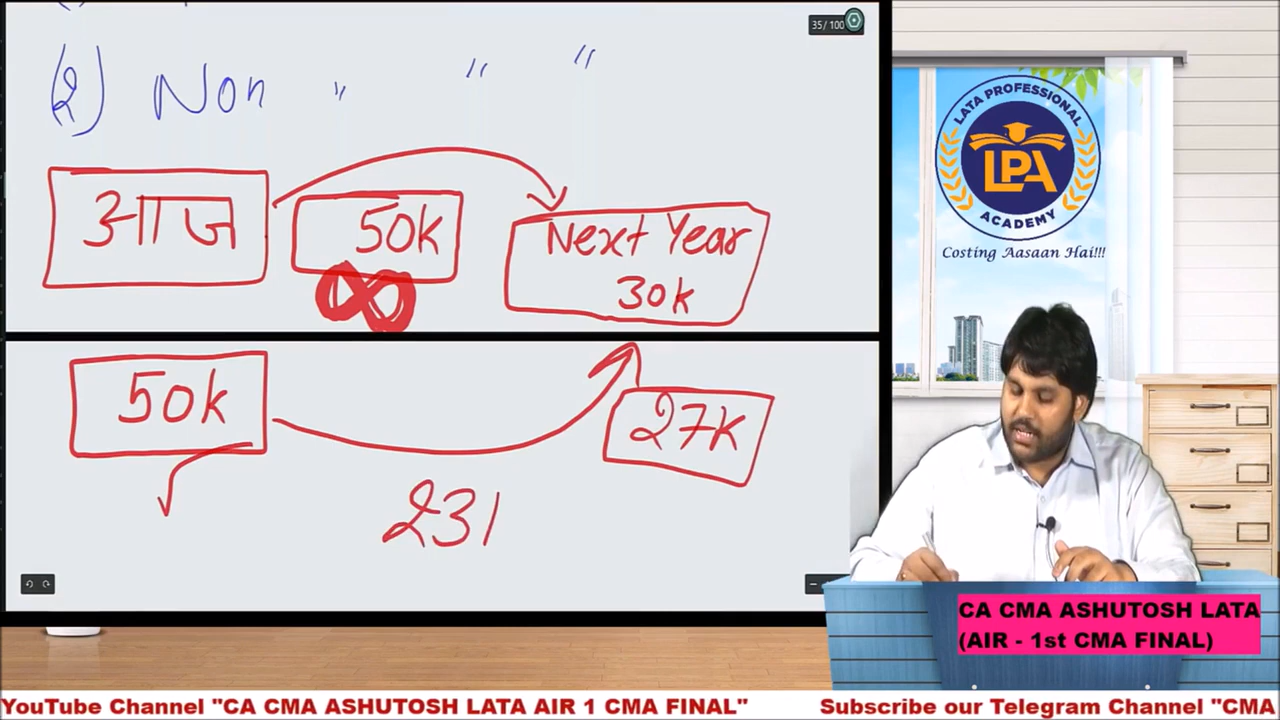 35/100
(2) Non " " "
आज
50k
Next Year
30k
50k
27k
231
LATA PROFESSIONAL
LPA
ACADEMY
Costing Aasaan Hai!!!
CA CMA ASHUTOSH LATA
(AIR - 1st CMA FINAL)
YouTube Channel "CA CMA ASHUTOSH LATA AIR 1 CMA FINAL" Subscribe our Telegram Channel "CMA